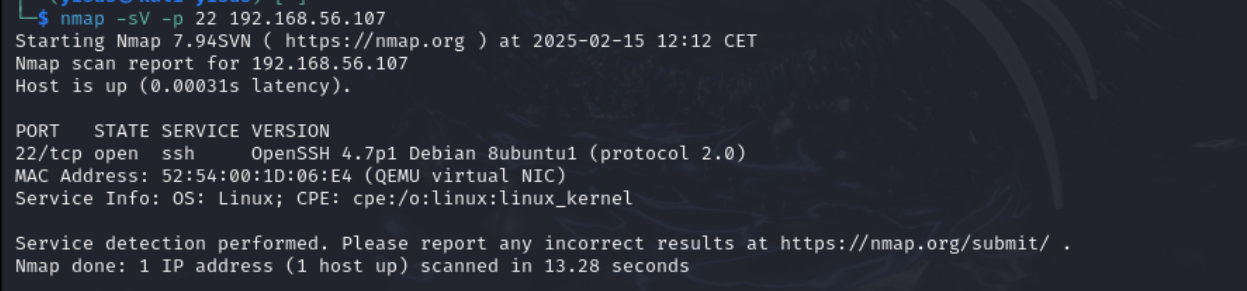 └─$ nmap -sV -p 22 192.168.56.107
Starting Nmap 7.94SVN ( https://nmap.org ) at 2025-02-15 12:12 CET
Nmap scan report for 192.168.56.107
Host is up (0.00031s latency).
PORT   STATE SERVICE VERSION
22/tcp open  ssh     OpenSSH 4.7p1 Debian 8ubuntu1 (protocol 2.0)
MAC Address: 52:54:00:1D:06:E4 (QEMU virtual NIC)
Service Info: OS: Linux; CPE: cpe:/o:linux:linux_kernel
Service detection performed. Please report any incorrect results at https://nmap.org/submit/ .
Nmap done: 1 IP address (1 host up) scanned in 13.28 seconds